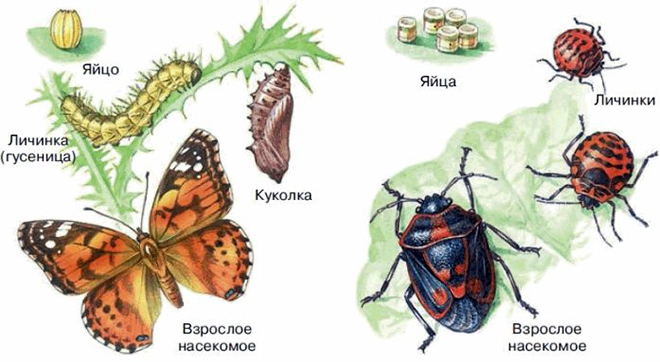 Яйцо
Личинка
(гусеница)
Куколка
Взрослое
насекомое
Яйца
Личинки
Взрослое
насекомое